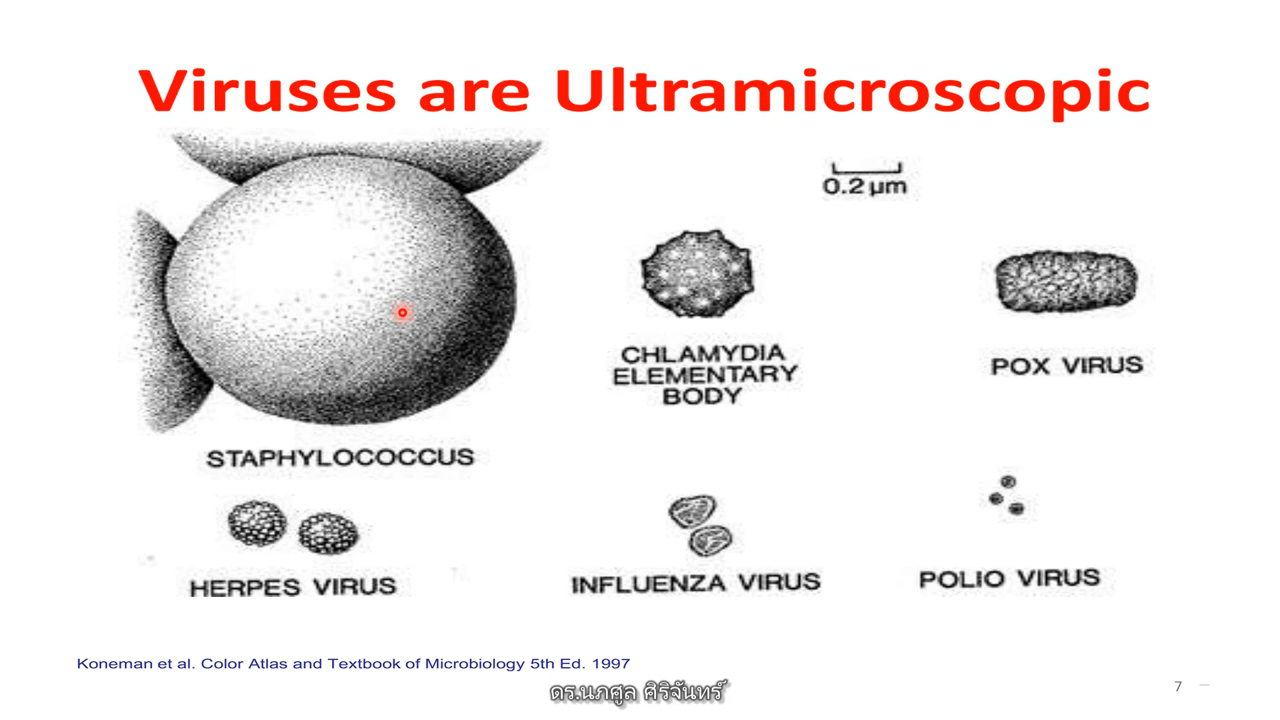 Viruses are Ultramicroscopic
0.2 µm
CHLAMYDIA
ELEMENTARY
BODY
POX VIRUS
STAPHYLOCOCCUS
HERPES VIRUS
INFLUENZA VIRUS
POLIO VIRUS
Koneman et al. Color Atlas and Textbook of Microbiology 5th Ed. 1997
ดร.นภศูล ศิริจันทร์
7